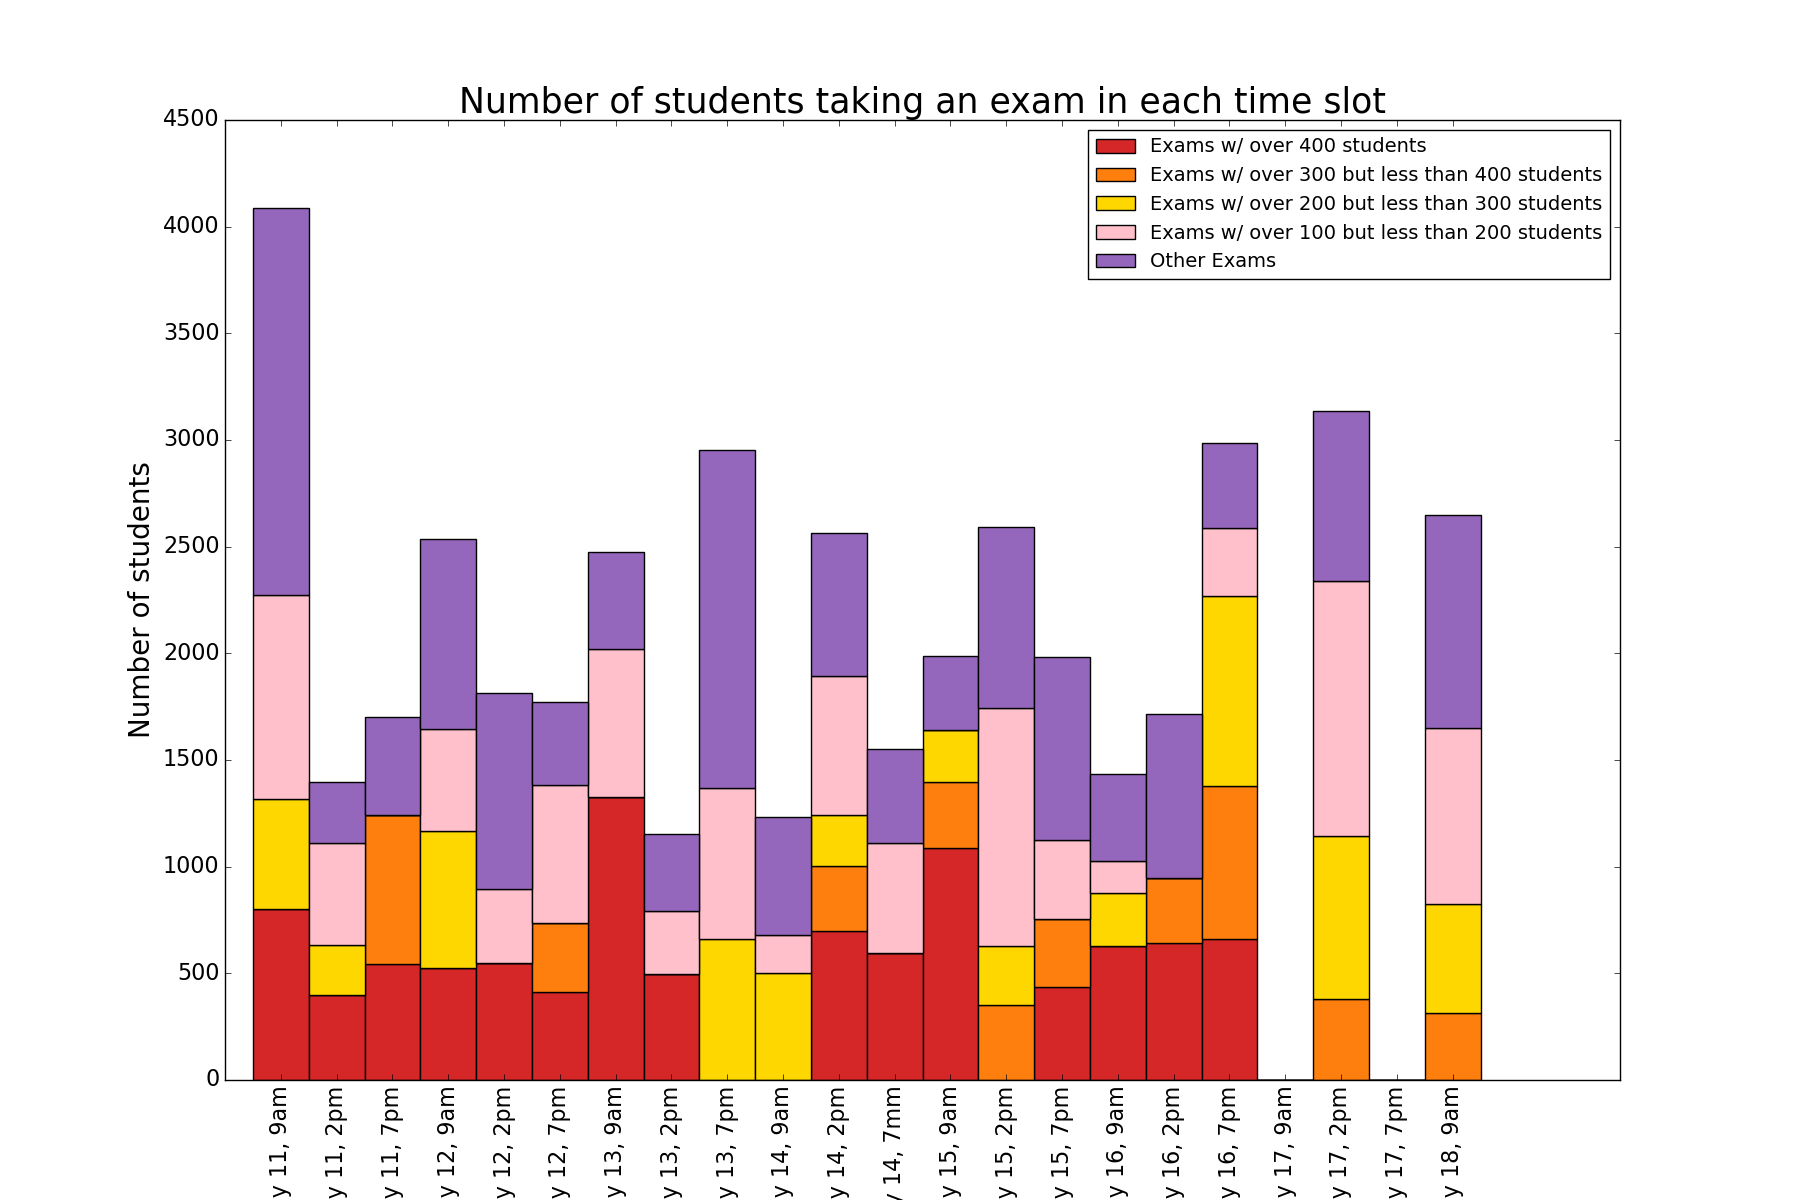 Number of students taking an exam in each time slot
Number of students
4500
4000
3500
3000
2500
2000
1500
1000
500
0
Exams w/ over 400 students
Exams w/ over 300 but less than 400 students
Exams w/ over 200 but less than 300 students
Exams w/ over 100 but less than 200 students
Other Exams
y 11, 9am
y 11, 2pm
y 11, 7pm
y 12, 9am
y 12, 2pm
y 12, 7pm
y 13, 9am
y 13, 2pm
y 13, 7pm
y 14, 9am
y 14, 2pm
y 14, 7mm
y 15, 9am
y 15, 2pm
y 15, 7pm
y 16, 9am
y 16, 2pm
y 16, 7pm
y 17, 9am
y 17, 2pm
y 17, 7pm
y 18, 9am